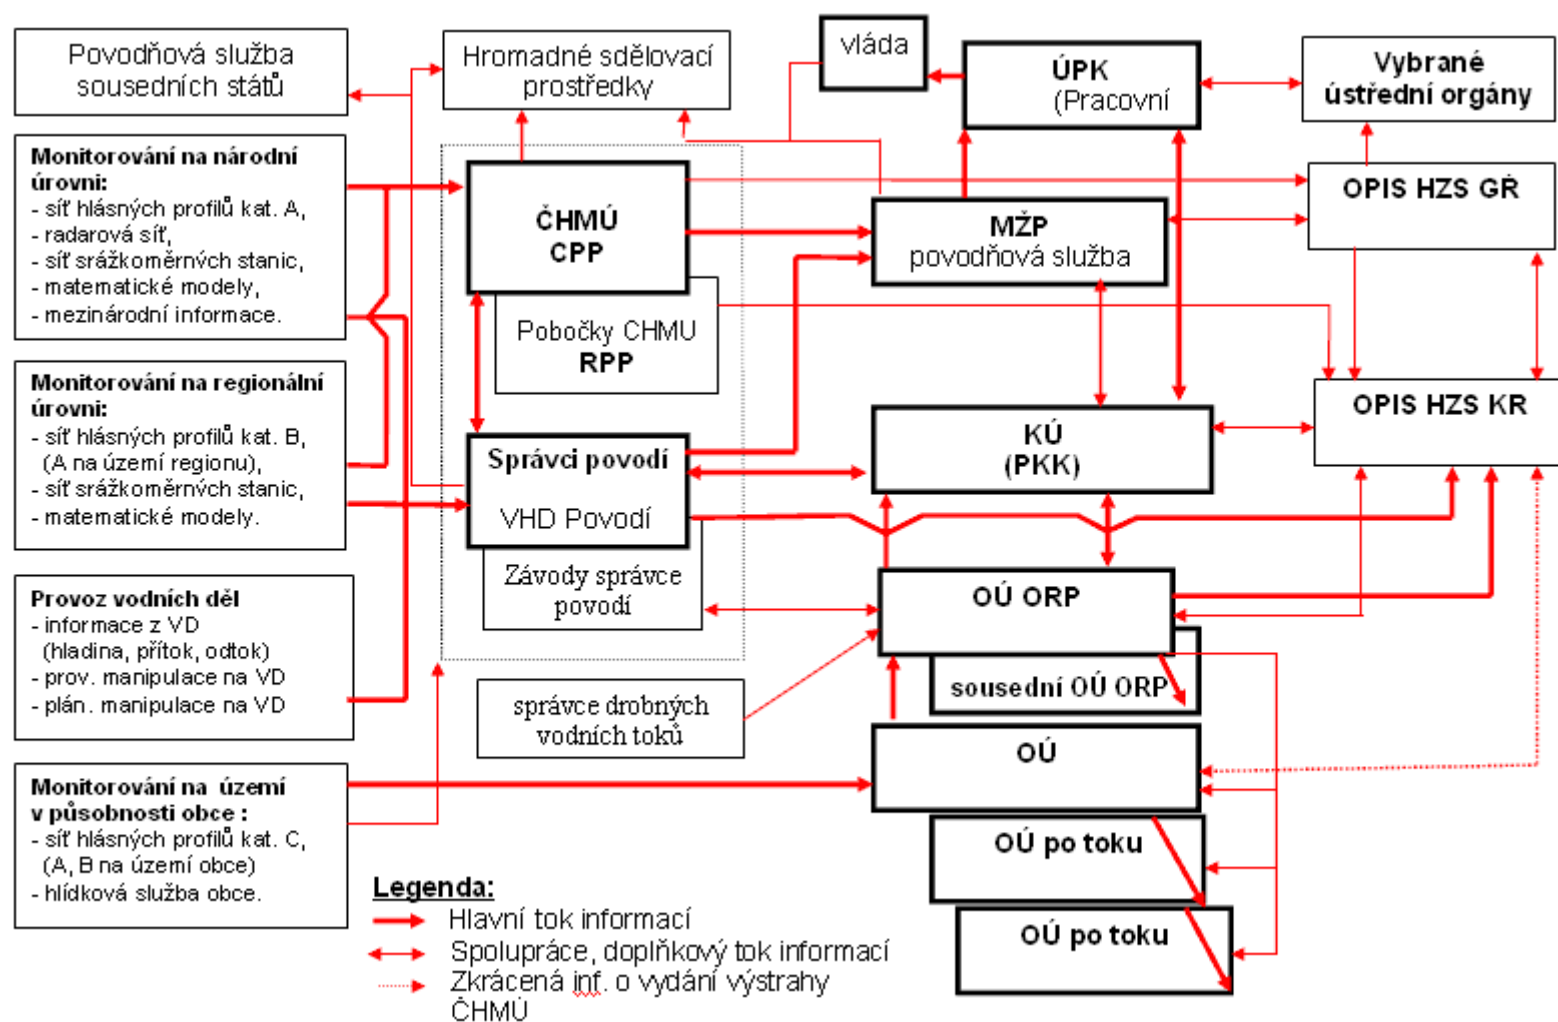 Povodňová služba
sousedních států
Hromadné sdělovací
prostředky
vláda
ÚPK
(Pracovní
Vybrané
ústřední orgány
Monitorování na národní
úrovni:
- síť hlásných profilů kat. A,
- radarová síť,
- síť srážkoměrných stanic,
- matematické modely,
- mezinárodní informace.
ČHMÚ
CPP
Pobočky CHMU
RPP
MŽP
povodňová služba
OPIS HZS GŘ
Monitorování na regionální
úrovni:
- síť hlásných profilů kat. B,
(A na území regionu),
- síť srážkoměrných stanic,
- matematické modely.
Správci povodí
VHD Povodí
Závody správce
povodí
KÚ
(PKK)
OPIS HZS KR
Provoz vodních děl
- informace z VD
(hladina, přítok, odtok)
- prov. manipulace na VD
- plán. manipulace na VD
správce drobných
vodních toků
OÚ ORP
sousední OÚ ORP
OÚ
OÚ po toku
OÚ po toku
Monitorování na území
v působnosti obce :
- síť hlásných profilů kat. C,
(A, B na území obce)
- hlídková služba obce.
Legenda:
Hlavní tok informací
Spolupráce, doplňkový tok informací
Zkrácená inf. o vydání výstrahy
ČHMÚ